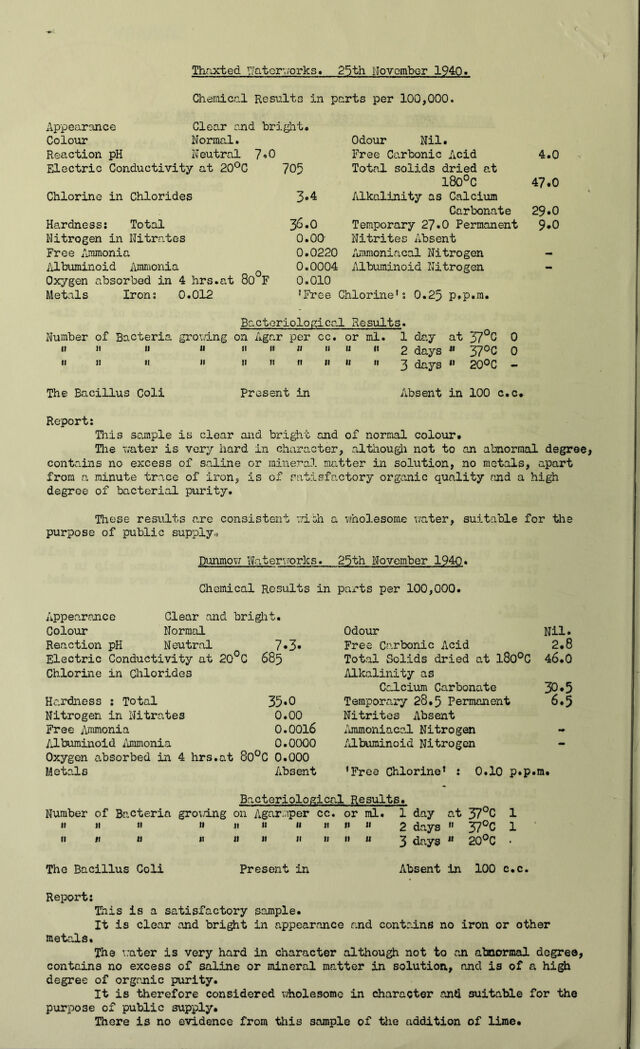 Thaxted Waterworks. 25th November 1940.
Chemical Results in parts per 100,000.
Appearance Clear and bright.
Colour Normal. Odour Nil.
Reaction pH Neutral 7.0 Free Carbonic Acid 4.0
Electric Conductivity at 20°C 705 Total solids dried at
180°C 47.0
Chlorine in Chlorides 3.4 Alkalinity as Calcium
Carbonate 29.0
Hardness: Total 36.0 Temporary 27.0 Permanent 9.0
Nitrogen in Nitrates 0.00 Nitrites Absent
Free Ammonia 0.0220 Ammoniacal Nitrogen -
Albuminoid Ammonia 0.0004 Albuminoid Nitrogen -
Oxygen absorbed in 4 hrs.at 80°F 0.010
Metals Iron: 0.012 'Free Chlorine': 0.25 p.p.m.
Bacteriological Results.
Number of Bacteria growing on Agar per cc. or ml. 1 day at 37°C 0
" " " " " " " " " " " 2 days " 37°C 0
" " " " " " " " " " " 3 days " 20°C -
The Bacillus Coli Present in Absent in 100 c.c.
Report:
This sample is clear and bright and of normal colour.
The water is very hard in character, although not to an abnormal degree,
contains no excess of saline or mineral matter in solution, no metals, apart
from a minute trace of iron, is of satisfactory organic quality and a high
degree of bacterial purity.
These results are consistent with a wholesome water, suitable for the
purpose of public supply.
Dunmow Waterworks. 25th November 1940.
Chemical Results in parts per 100,000.
Appearance Clear and bright.
Colour Normal Odour Nil.
Reaction pH Neutral 7.3. Free Carbonic Acid 2.8
Electric Conductivity at 20°C 685 Total Solids dried at 180°C 46.0
Chlorine in Chlorides Alkalinity as
Calcium Carbonate 30.5
Hardness : Total 35.0 Temporary 28.5 Permanent 6.5
Nitrogen in Nitrates 0.00 Nitrites Absent
Free Ammonia 0.0016 Ammoniacal Nitrogen -
Albuminoid Ammonia 0.0000 Albuminoid Nitrogen -
Oxygen absorbed in 4 hrs.at 80°C 0.000
Metals Absent 'Free Chlorine' : 0.10 p.p.m.
Bacteriological Results.
Number of Bacteria growing on Agar.per cc. or ml. 1 day at 37°C 1
" " " " " " " " " " " 2 days " 37°C 1
" " " " " " " " " " " 3 days " 20°C .
The Bacillus Coli Present in Absent in 100 c.c.
Report:
This is a satisfactory sample.
It is clear and bright in appearance and contains no iron or other
metals.
The water is very hard in character although not to an abnormal degree,
contains no excess of saline or mineral matter in solution, and is of a high
degree of organic purity.
It is therefore considered wholesome in character and suitable for the
purpose of public supply.
There is no evidence from this sample of the addition of lime.